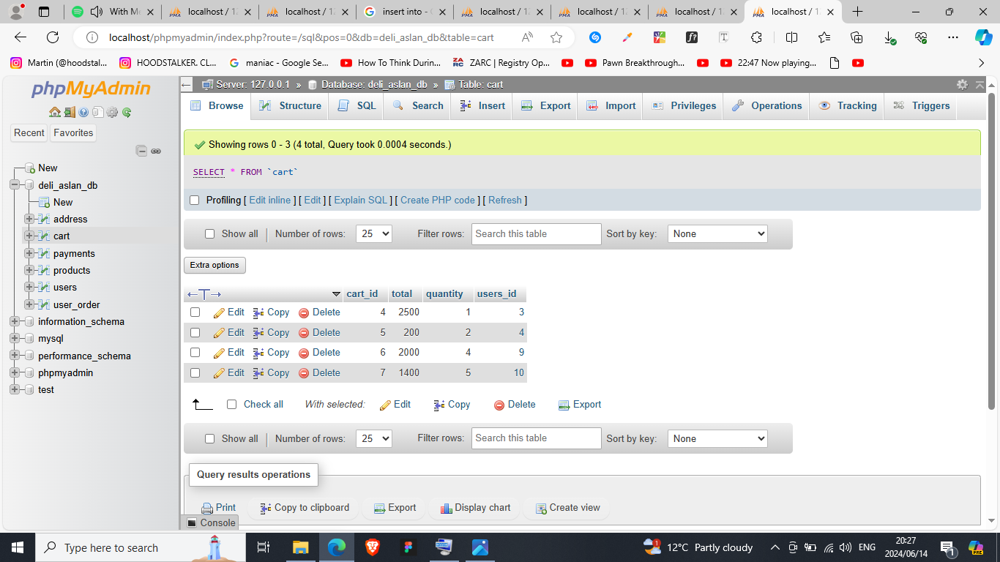 With Me
localhost / 12
localhost / 12
insert into - G
localhost / 12
localhost / 12
localhost / 12
localhost / 12
localhost/phpmyadmin/index.php?route=/sql&pos=0&db=deli_aslan_db&table=cart
Martin (@hoodstal...
HOODSTALKER. CL...
maniac - Google Se...
How To Think Durin...
ZARC | Registry Op...
Pawn Breakthrough...
22:47 Now playing...
phpMyAdmin
Recent
Favorites
New
deli_aslan_db
New
address
cart
payments
products
users
user_order
information_schema
mysql
performance_schema
phpmyadmin
test
Server: 127.0.0.1 » Database: deli_aslan_db » Table: cart
Browse Structure SQL Search Insert Export Import Privileges Operations Tracking Triggers
Showing rows 0 - 3 (4 total, Query took 0.0004 seconds.)
SELECT * FROM `cart`
Profiling [ Edit inline ] [ Edit ] [ Explain SQL ] [ Create PHP code ] [ Refresh ]
Show all | Number of rows: 25 Filter rows: Search this table Sort by key: None
Extra options
cart_id total quantity users_id
Edit Copy Delete 4 2500 1 3
Edit Copy Delete 5 200 2 4
Edit Copy Delete 6 2000 4 9
Edit Copy Delete 7 1400 5 10
Check all With selected: Edit Copy Delete Export
Show all | Number of rows: 25 Filter rows: Search this table Sort by key: None
Query results operations
Print Copy to clipboard Export Display chart Create view
Console
Type here to search
12°C Partly cloudy
ENG
20:27
2024/06/14
1